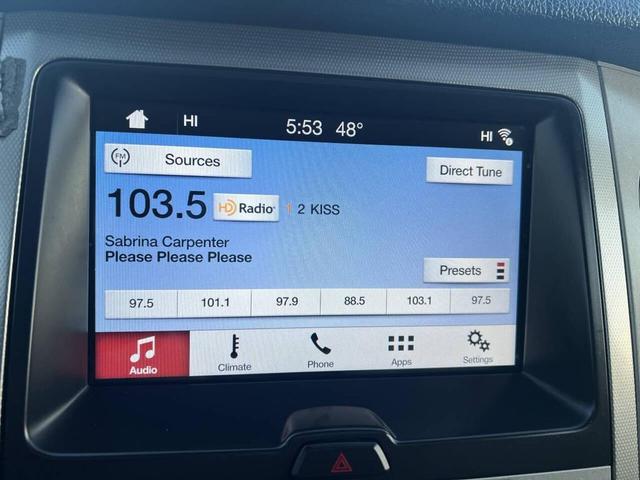 HI 5:53 48° HI
FM Sources
Direct Tune
103.5 HD Radio 1 2 KISS
Sabrina Carpenter
Please Please Please
Presets
97.5 101.1 97.9 88.5 103.1 97.5
Audio Climate Phone Apps Settings